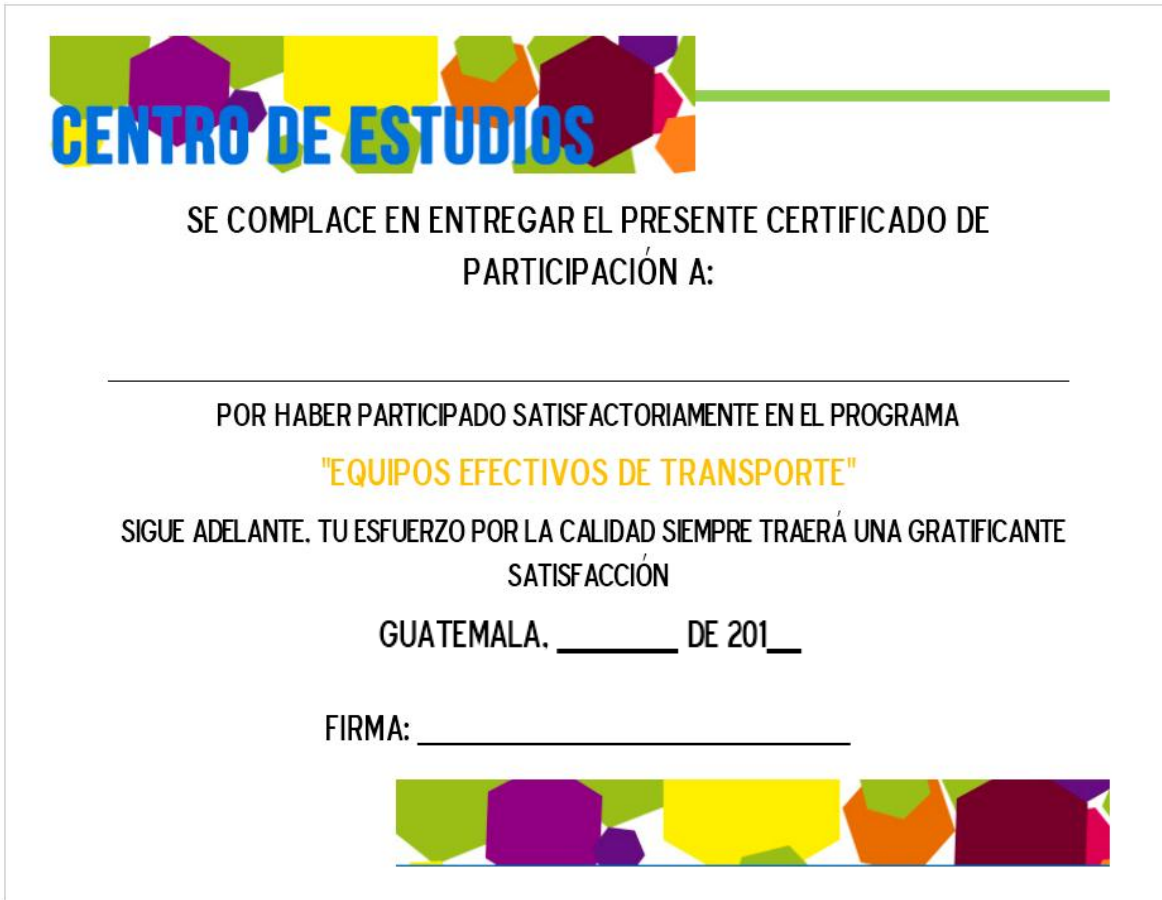 CENTRO DE ESTUDIOS
SE COMPLACE EN ENTREGAR EL PRESENTE CERTIFICADO DE
PARTICIPACIÓN A:
POR HABER PARTICIPADO SATISFACTORIAMENTE EN EL PROGRAMA
"EQUIPOS EFECTIVOS DE TRANSPORTE"
SIGUE ADELANTE, TU ESFUERZO POR LA CALIDAD SIEMPRE TRAERÁ UNA GRATIFICANTE
SATISFACCIÓN
GUATEMALA, ________ DE 201__
FIRMA: ____________________________